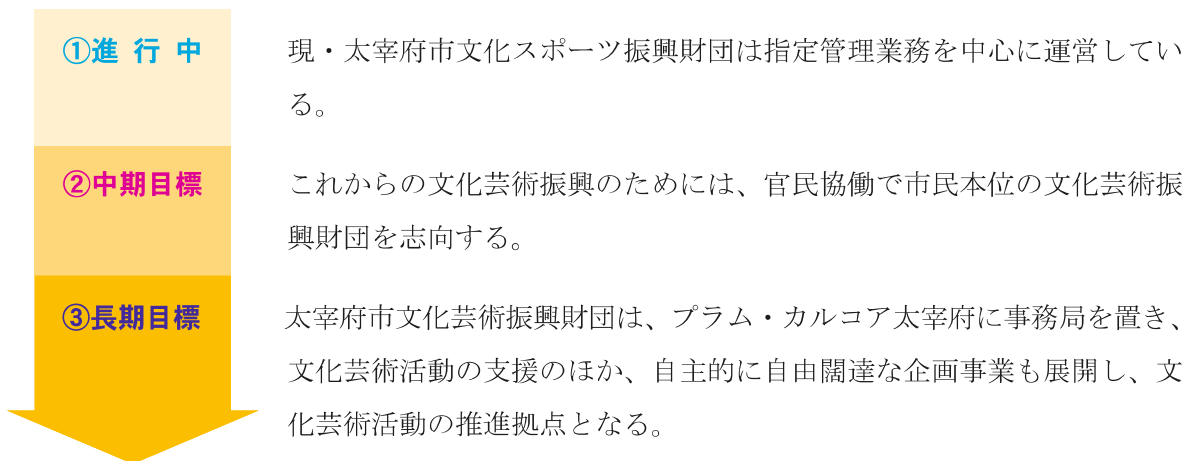 ①進行中
現・太宰府市文化スポーツ振興財団は指定管理業務を中心に運営してい
る。
②中期目標
これからの文化芸術振興のためには、官民協働で市民本位の文化芸術振
興財団を志向する。
③長期目標
太宰府市文化芸術振興財団は、プラム・カルコア太宰府に事務局を置き、
文化芸術活動の支援のほか、自主的に自由闊達な企画事業も展開し、文
化芸術活動の推進拠点となる。